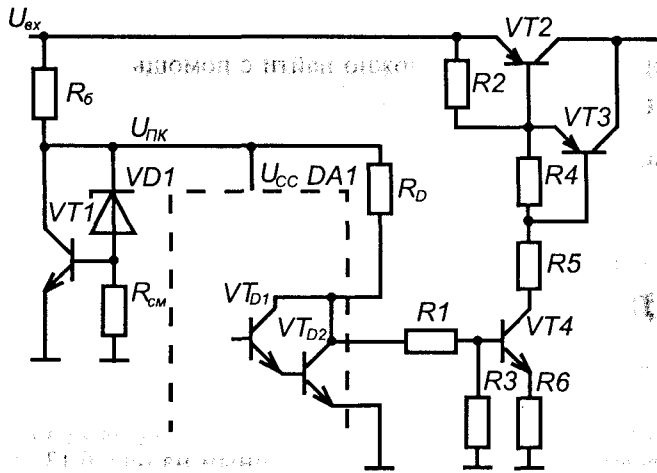 Uвх
VT2
Rб
R2
VT3
UПК
VD1
UCC DA1
RD
R4
VT1
Rсм
R5
VTD1
VTD2
R1
VT4
R3
R6